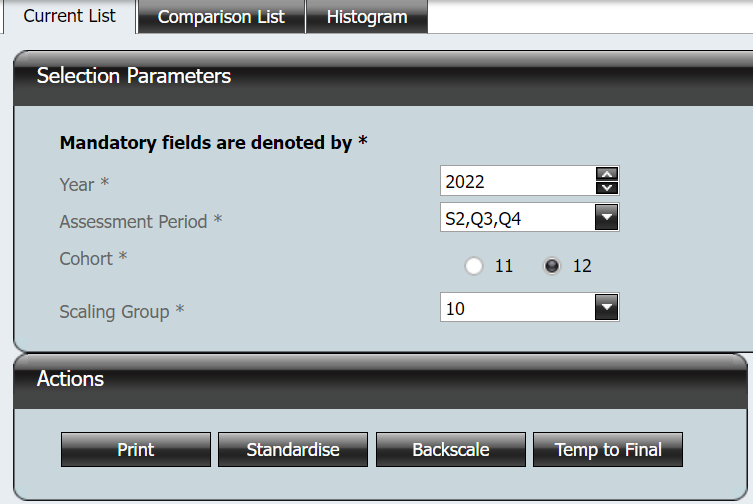 Current List Comparison List Histogram
Selection Parameters
Mandatory fields are denoted by *
Year * 2022
Assessment Period * S2,Q3,Q4
Cohort * 11 12
Scaling Group * 10
Actions
Print Standardise Backscale Temp to Final